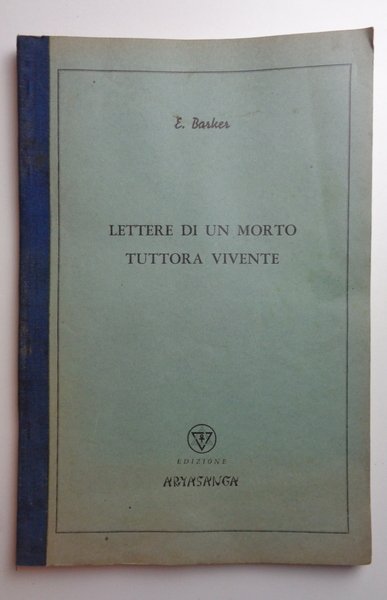 E. Barker
LETTERE DI UN MORTO
TUTTORA VIVENTE
EDIZIONE
ARYASANGA